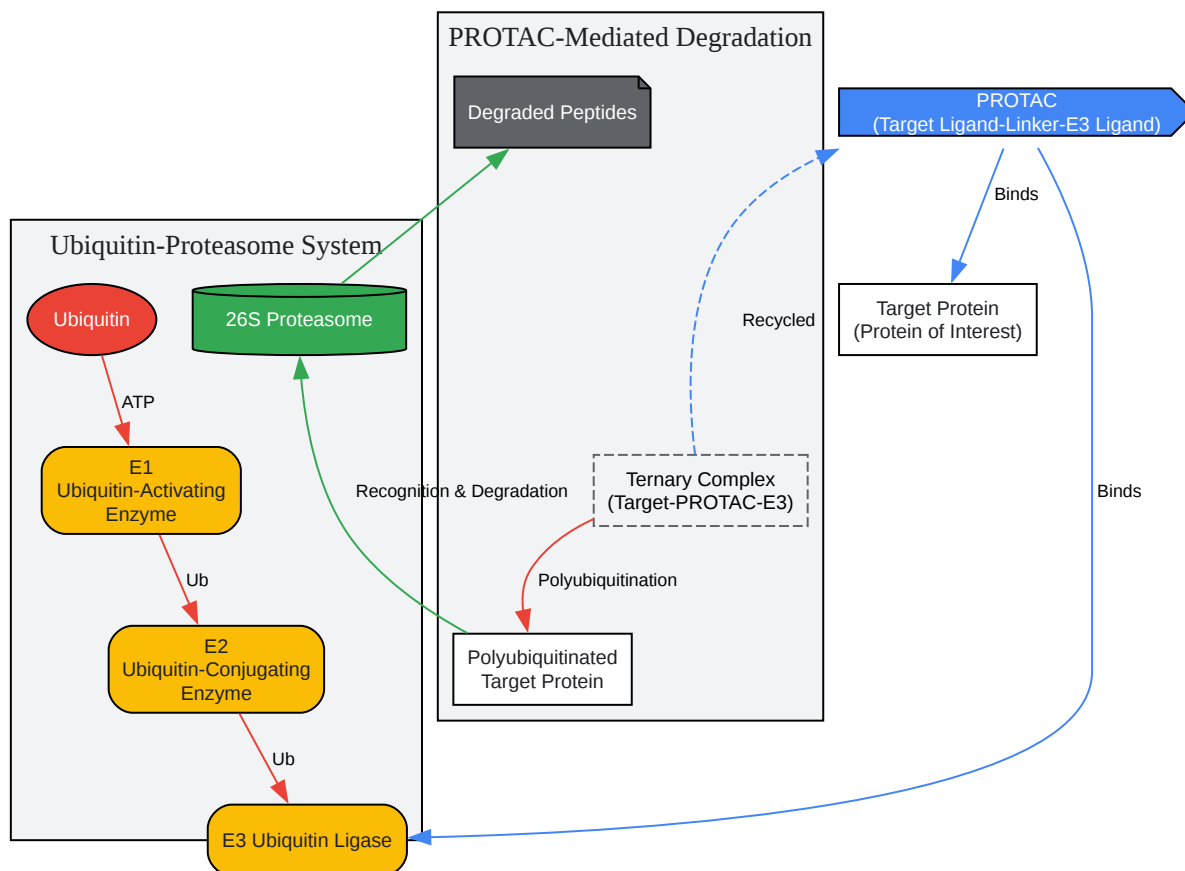 PROTAC-Mediated Degradation
Degraded Peptides
PROTAC
(Target Ligand-Linker-E3 Ligand)
Binds
Ubiquitin-Proteasome System
Ubiquitin
26S Proteasome
Recycled
Target Protein
(Protein of Interest)
ATP
E1
Ubiquitin-Activating
Enzyme
Recognition & Degradation
Ternary Complex
(Target-PROTAC-E3)
Binds
Ub
Polyubiquitination
E2
Ubiquitin-Conjugating
Enzyme
Polyubiquitinated
Target Protein
Ub
E3 Ubiquitin Ligase